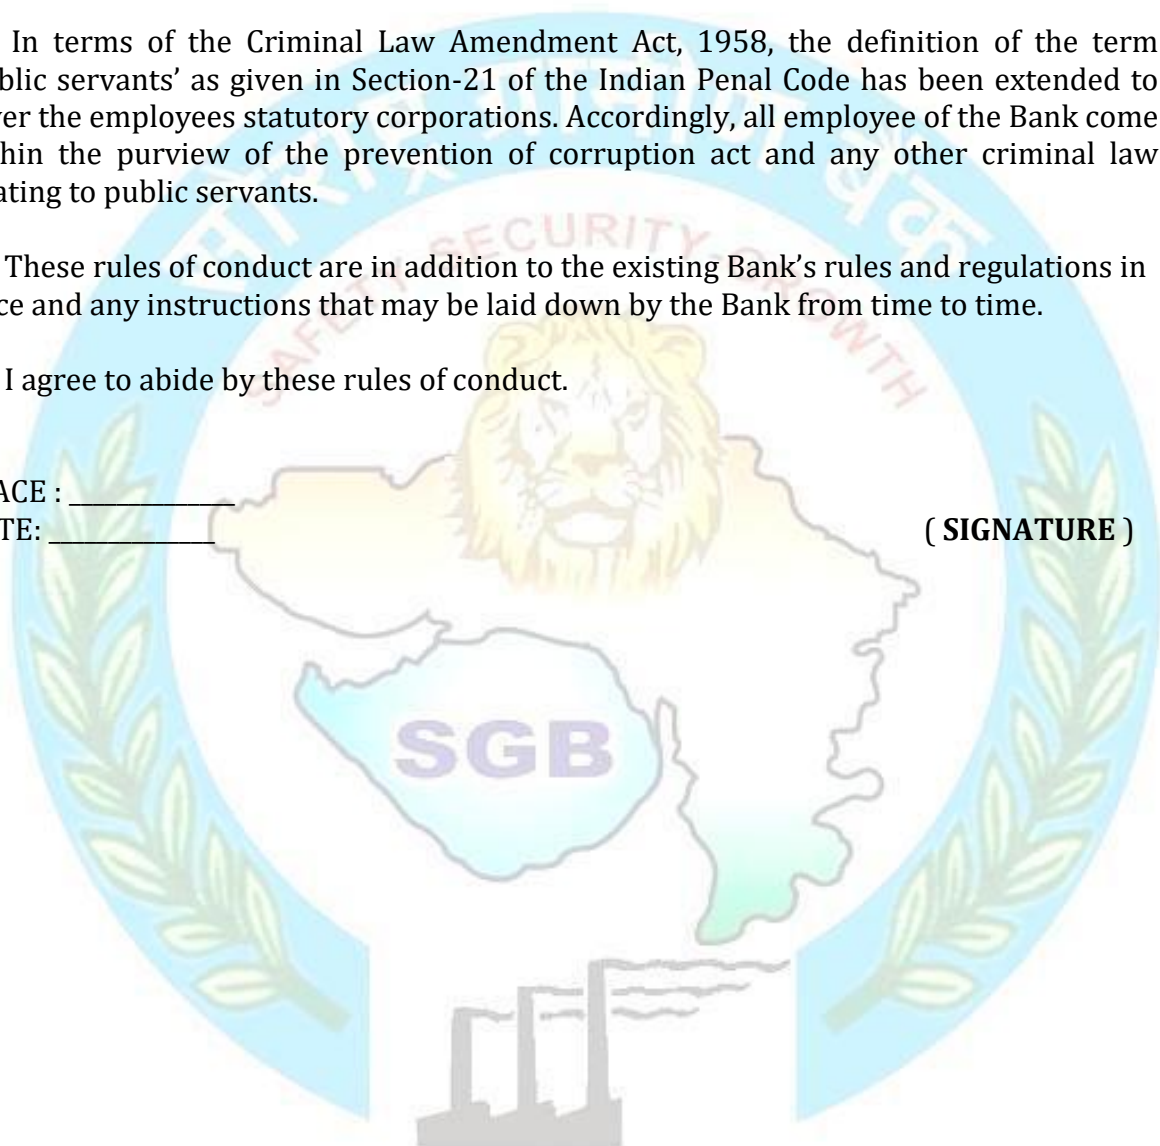 In terms of the Criminal Law Amendment Act, 1958, the definition of the term
blic servants’ as given in Section-21 of the Indian Penal Code has been extended to
ver the employees statutory corporations. Accordingly, all employee of the Bank come
thin the purview of the prevention of corruption act and any other criminal law
ating to public servants.
सौराष्ट्र ग्रामीण बेंक
SAFETY-SECURITY-GROWTH
These rules of conduct are in addition to the existing Bank’s rules and regulations in
ce and any instructions that may be laid down by the Bank from time to time.
I agree to abide by these rules of conduct.
ACE : ______________
TE: ______________ ( SIGNATURE )
SGB